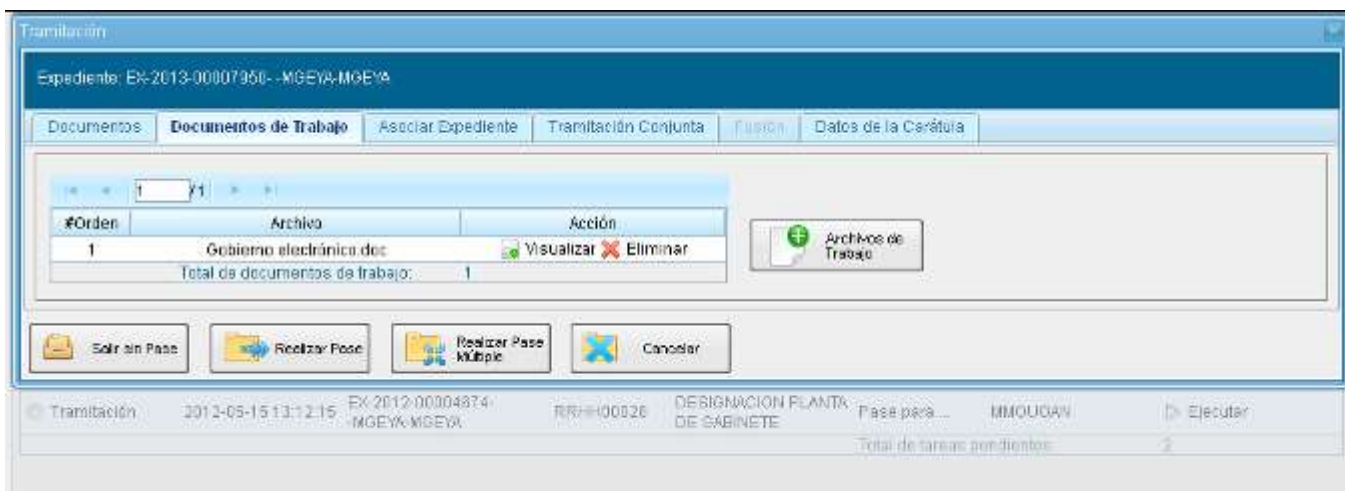 Tramitación
Expediente: EX-2013-00007950- -MGEYA-MGEYA
Documentos Documentos de Trabajo Asociar Expediente Tramitación Conjunta Fusión Datos de la Carátula
1 /1
#Orden Archivo Acción
1 Gobierno electrónico.doc Visualizar Eliminar
Total de documentos de trabajo: 1
Archivos de
Trabajo
Salir sin Pase Realizar Pase Realizar Pase
Múltiple Cancelar
Tramitación 2012-05-15 13:12:15 EX-2012-00004874-
-MGEYA-MGEYA DESIGNACION PLANTA
DE GABINETE Pase para ... Ejecutar
Total de tareas pendientes: 2